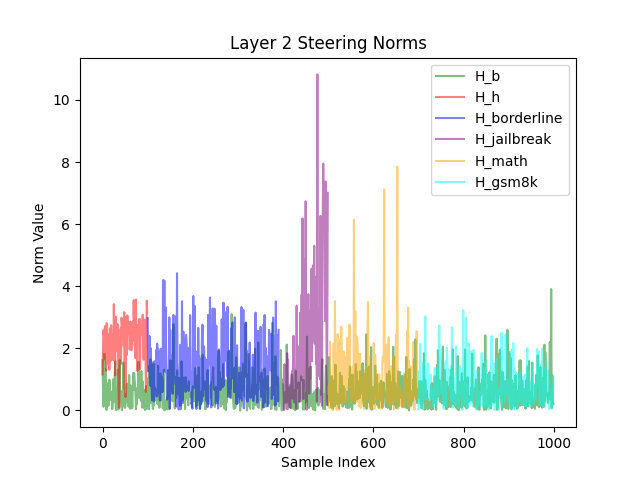 Layer 2 Steering Norms
H_b
H_h
H_borderline
H_jailbreak
H_math
H_gsm8k
Norm Value
10
8
6
4
2
0
0 200 400 600 800 1000
Sample Index